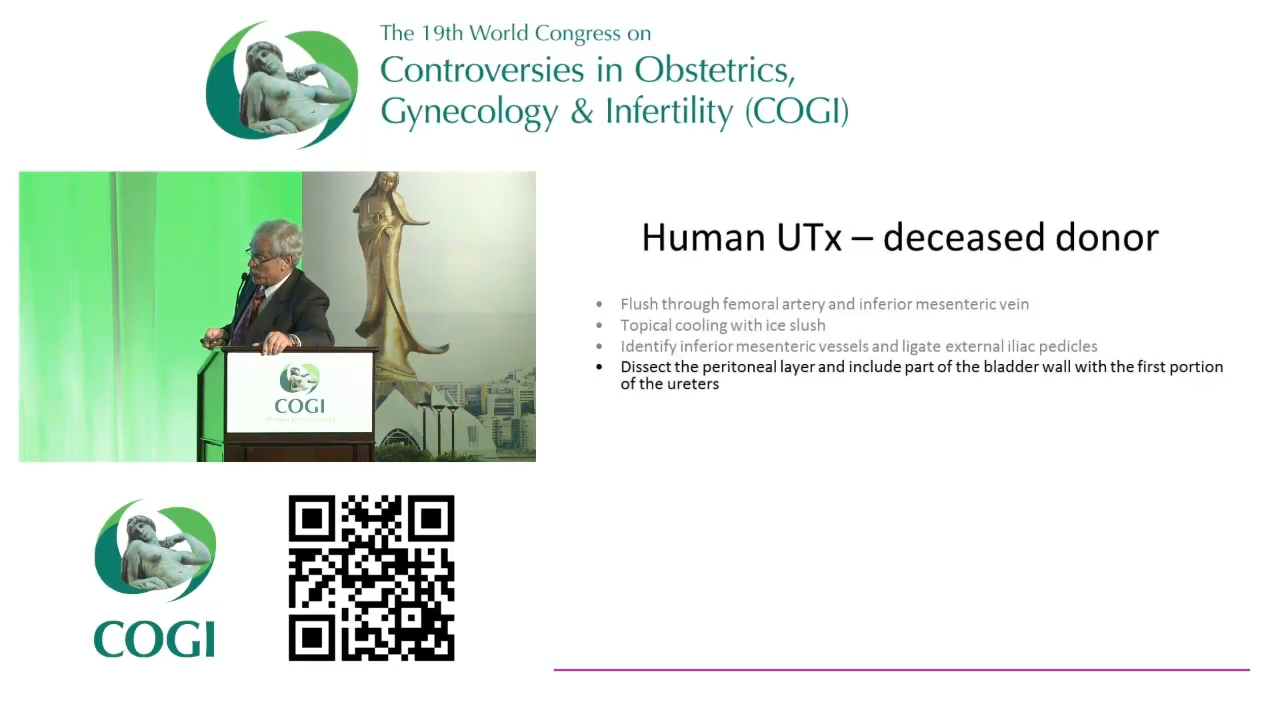 The 19th World Congress on
Controversies in Obstetrics,
Gynecology & Infertility (COGI)
COGI
Human UTx – deceased donor
• Flush through femoral artery and inferior mesenteric vein
• Topical cooling with ice slush
• Identify inferior mesenteric vessels and ligate external iliac pedicles
• Dissect the peritoneal layer and include part of the bladder wall with the first portion
of the ureters
COGI